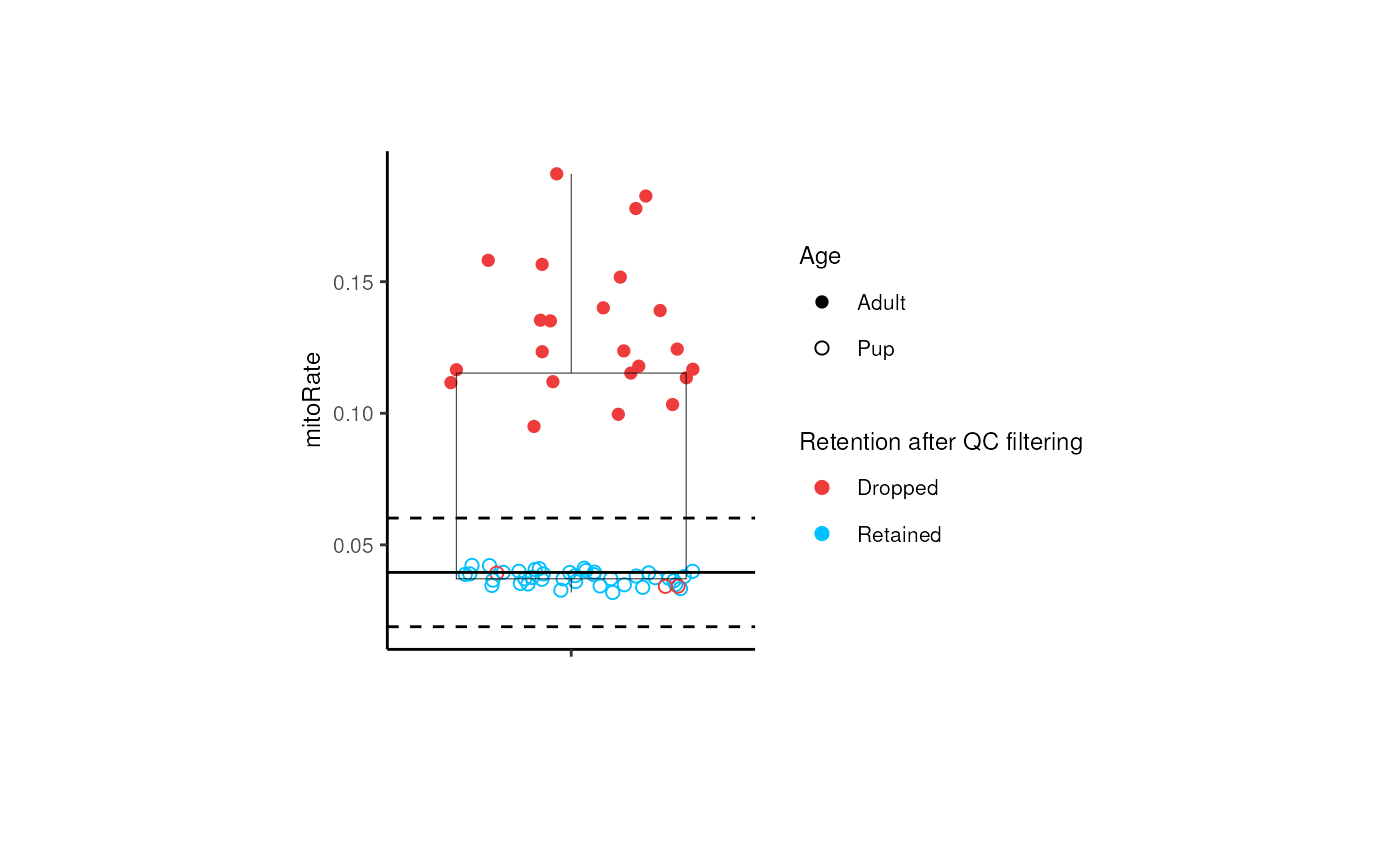 mitoRate
0.15
0.10
0.05
Age
Adult
Pup
Retention after QC filtering
Dropped
Retained